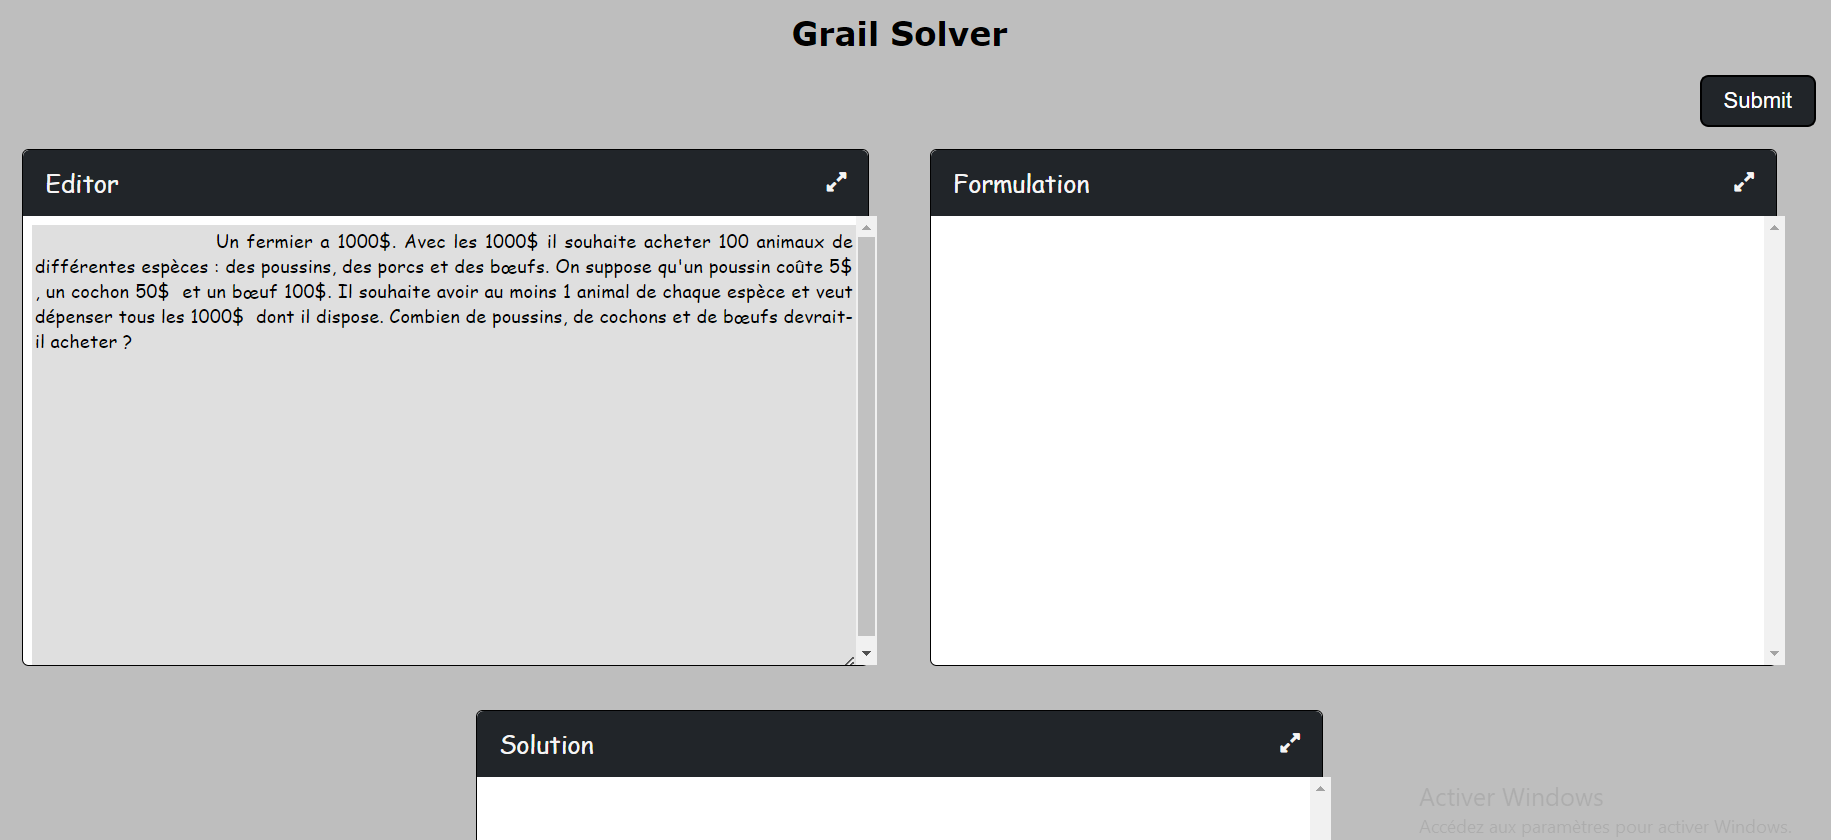 Grail Solver
Submit
Editor
Un fermier a 1000$. Avec les 1000$ il souhaite acheter 100 animaux de
différentes espèces : des poussins, des porcs et des bœufs. On suppose qu'un poussin coûte 5$
, un cochon 50$ et un bœuf 100$. Il souhaite avoir au moins 1 animal de chaque espèce et veut
dépenser tous les 1000$ dont il dispose. Combien de poussins, de cochons et de bœufs devrait-
il acheter ?
Formulation
Solution
Activer Windows
Accédez aux paramètres pour activer Windows.